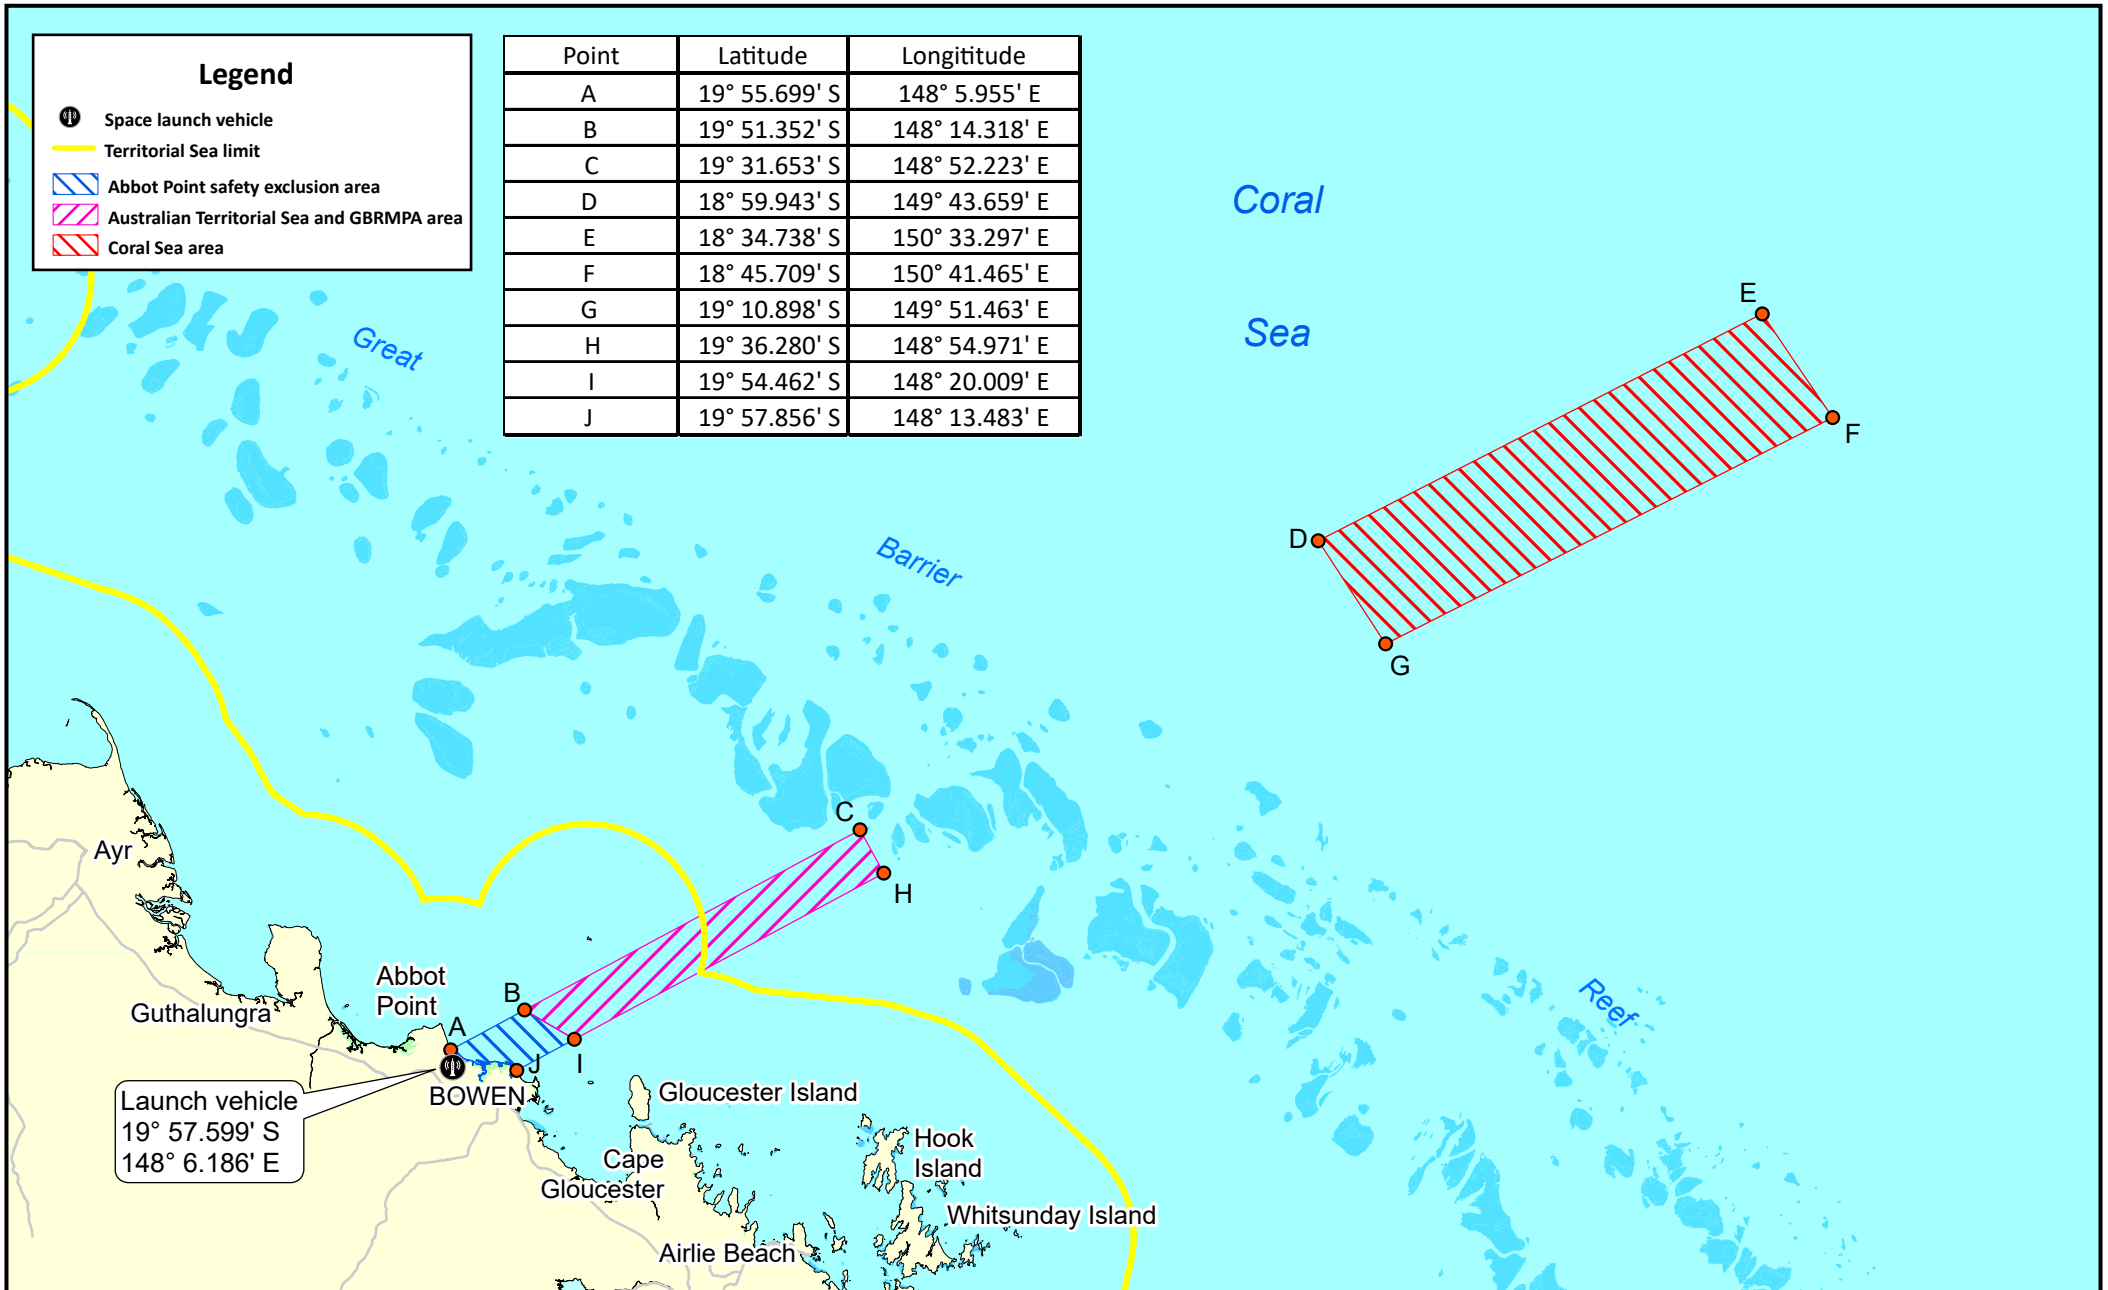 Legend
Space launch vehicle
Territorial Sea limit
Abbot Point safety exclusion area
Australian Territorial Sea and GBRMPA area
Coral Sea area
Point Latitude Longititude
A 19° 55.699' S 148° 5.955' E
B 19° 51.352' S 148° 14.318' E
C 19° 31.653' S 148° 52.223' E
D 18° 59.943' S 149° 43.659' E
E 18° 34.738' S 150° 33.297' E
F 18° 45.709' S 150° 41.465' E
G 19° 10.898' S 149° 51.463' E
H 19° 36.280' S 148° 54.971' E
I 19° 54.462' S 148° 20.009' E
J 19° 57.856' S 148° 13.483' E
Coral
Sea
Great
Barrier
Reef
E
F
D
G
C
H
B
A
I
J
Ayr
Guthalungra
Abbot
Point
BOWEN
Launch vehicle
19° 57.599' S
148° 6.186' E
Gloucester Island
Cape
Gloucester
Hook
Island
Whitsunday Island
Airlie Beach